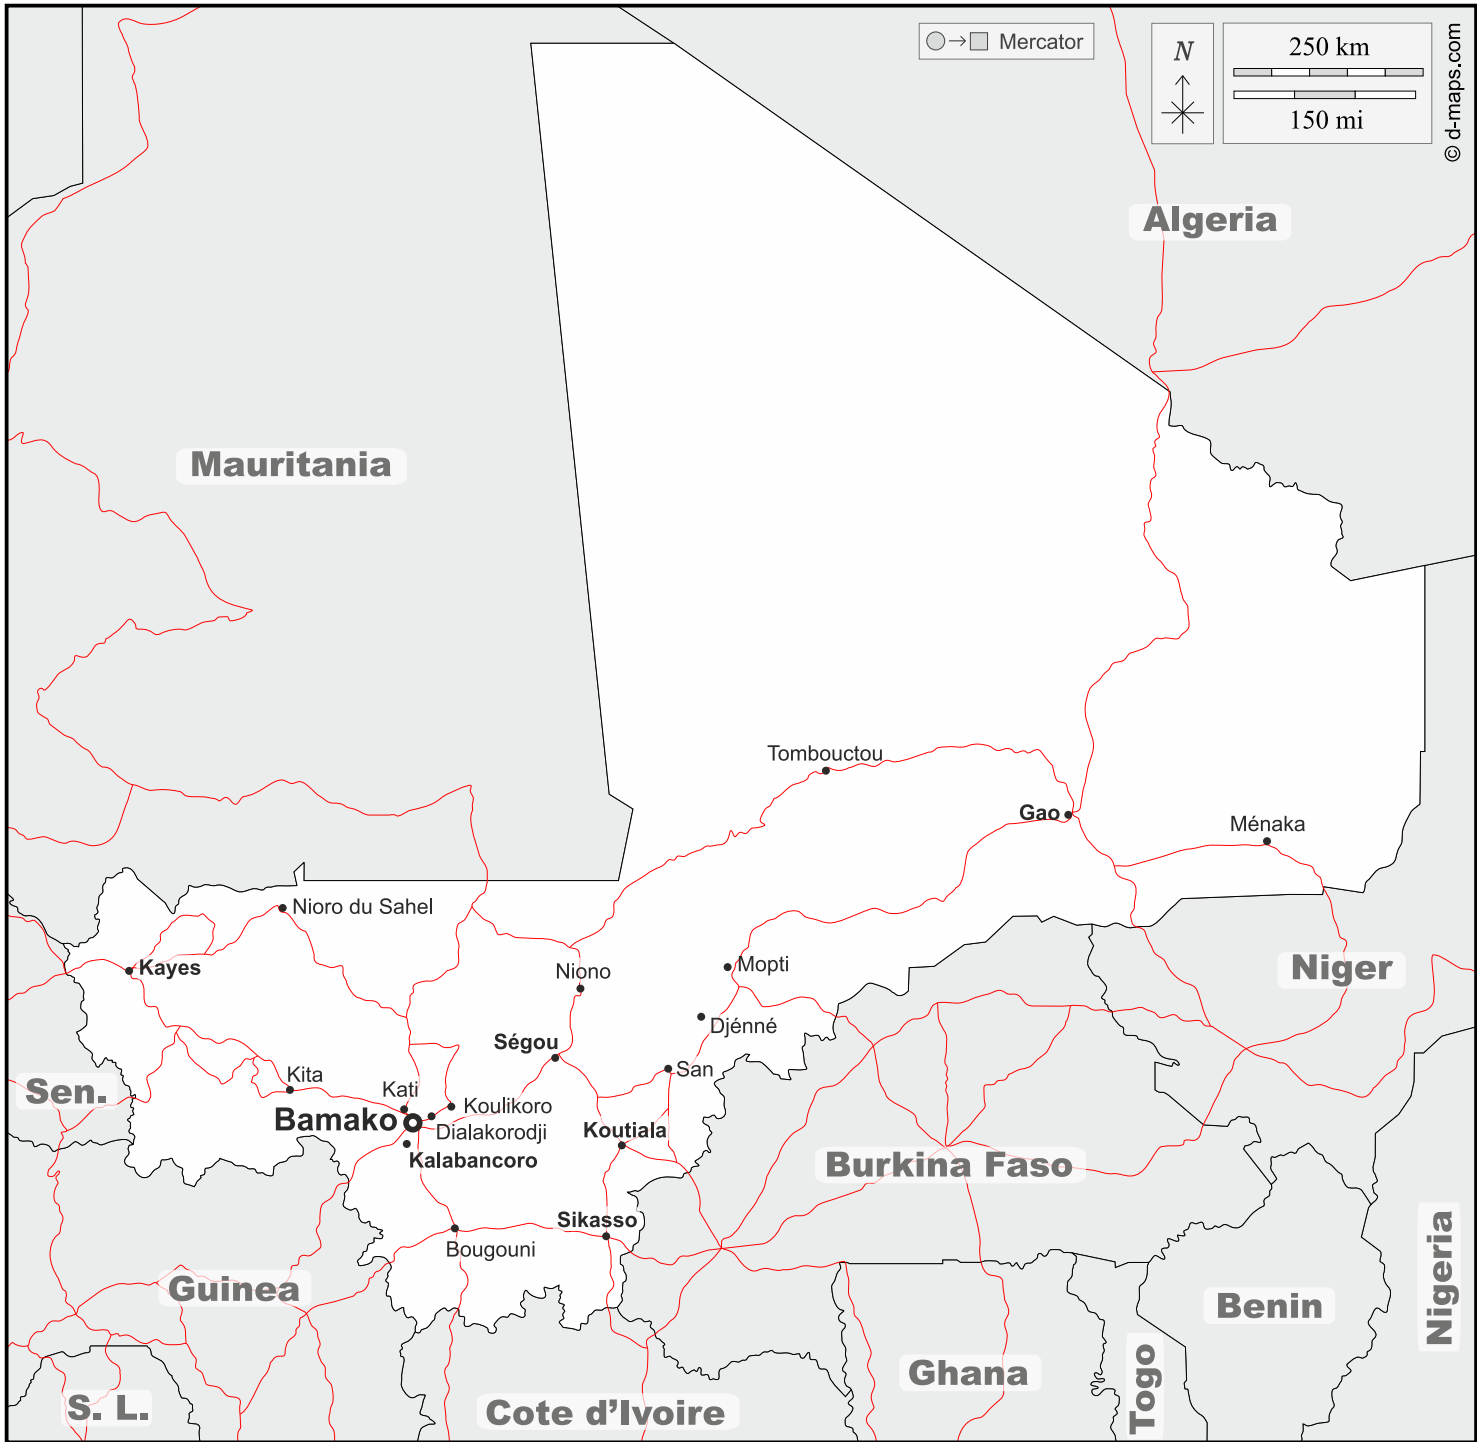 Mercator
N
250 km
150 mi
© d-maps.com
Algeria
Mauritania
Tombouctou
Gao
Ménaka
Nioro du Sahel
Kayes
Niono
Mopti
Niger
Djénné
Ségou
San
Kita
Sen.
Kati
Koulikoro
Bamako
Dialakorodji
Koutiala
Kalabancoro
Burkina Faso
Sikasso
Bougouni
Guinea
Benin
Nigeria
Ghana
Togo
S. L.
Cote d'Ivoire